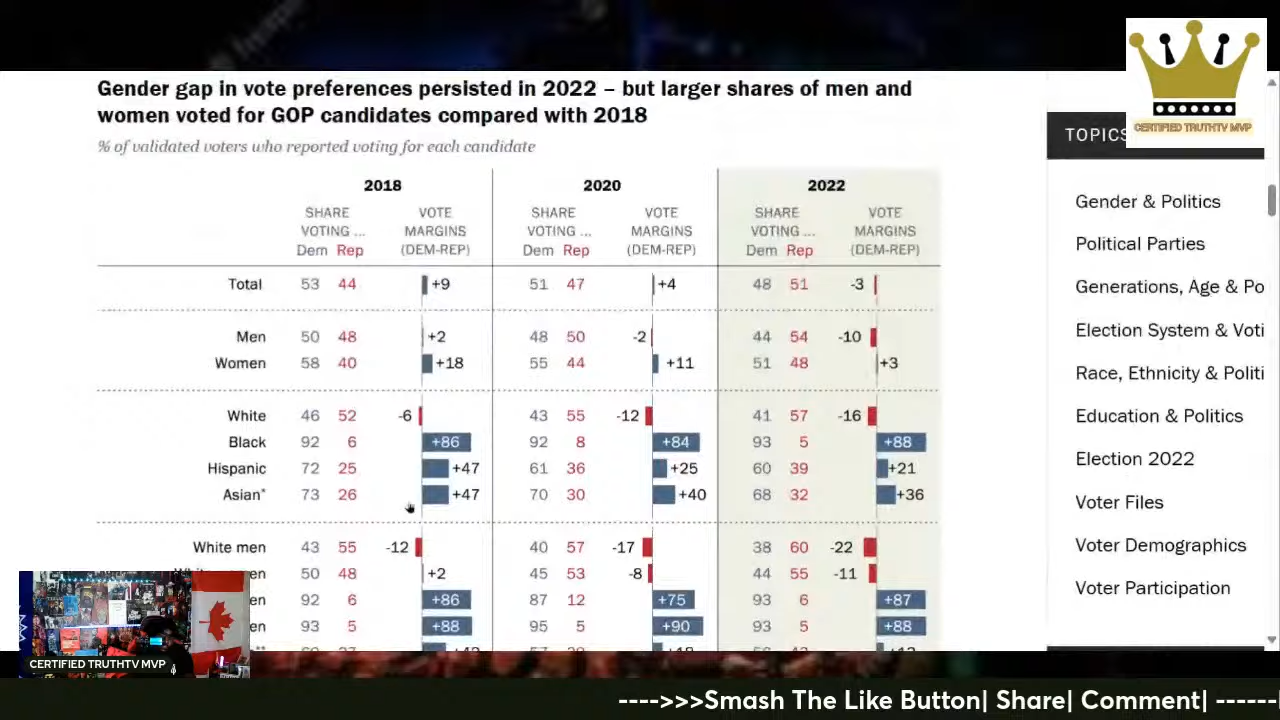 Gender gap in vote preferences persisted in 2022 – but larger shares of men and
women voted for GOP candidates compared with 2018
% of validated voters who reported voting for each candidate
2018 2020 2022
SHARE VOTE SHARE VOTE SHARE VOTE
VOTING ... MARGINS VOTING ... MARGINS VOTING ... MARGINS
Dem Rep (DEM-REP) Dem Rep (DEM-REP) Dem Rep (DEM-REP)
Total 53 44 +9 51 47 +4 48 51 -3
Men 50 48 +2 48 50 -2 44 54 -10
Women 58 40 +18 55 44 +11 51 48 +3
White 46 52 -6 43 55 -12 41 57 -16
Black 92 6 +86 92 8 +84 93 5 +88
Hispanic 72 25 +47 61 36 +25 60 39 +21
Asian* 73 26 +47 70 30 +40 68 32 +36
White men 43 55 -12 40 57 -17 38 60 -22
50 48 +2 45 53 -8 44 55 -11
en 92 6 +86 87 12 +75 93 6 +87
en 93 5 +88 95 5 +90 93 5 +88
CERTIFIED TRUTHTV MVP
TOPICS
Gender & Politics
Political Parties
Generations, Age & Po
Election System & Voti
Race, Ethnicity & Politi
Education & Politics
Election 2022
Voter Files
Voter Demographics
Voter Participation
CERTIFIED TRUTHTV MVP
---->>>Smash The Like Button| Share| Comment| ------